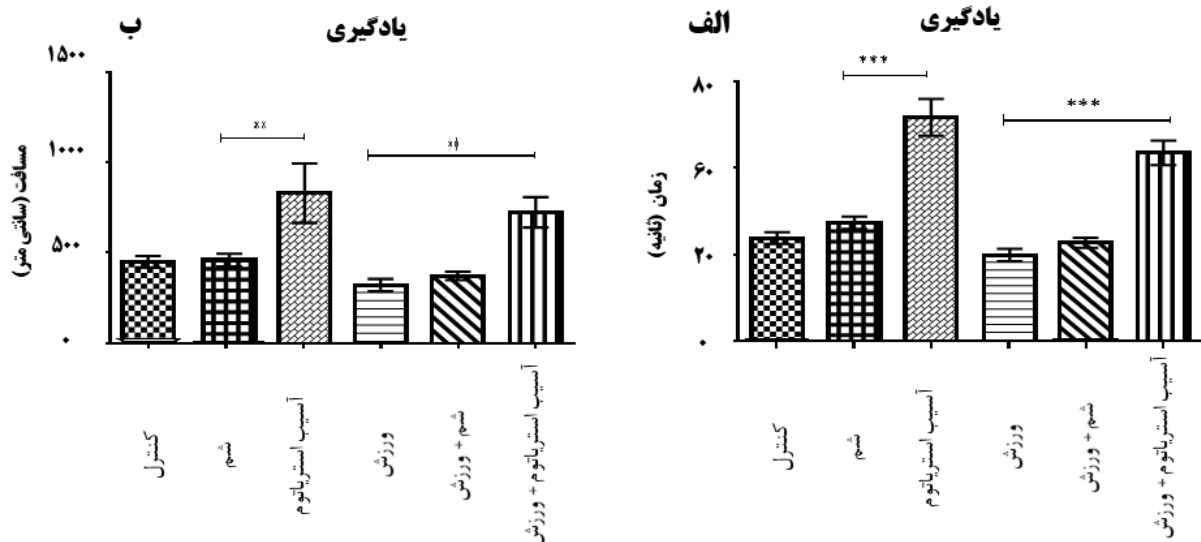 الف
یادگیری
***
***
۸۰
۶۰
۲۰
۰
زمان (ثانیه)
کنترل
شم
آسیب استریاتوم
ورزش
شم + ورزش
آسیب استریاتوم + ورزش
ب
یادگیری
**
**
۱۵۰۰
۱۰۰۰
۵۰۰
۰
مسافت (سانتی متر)
کنترل
شم
آسیب استریاتوم
ورزش
شم + ورزش
آسیب استریاتوم + ورزش